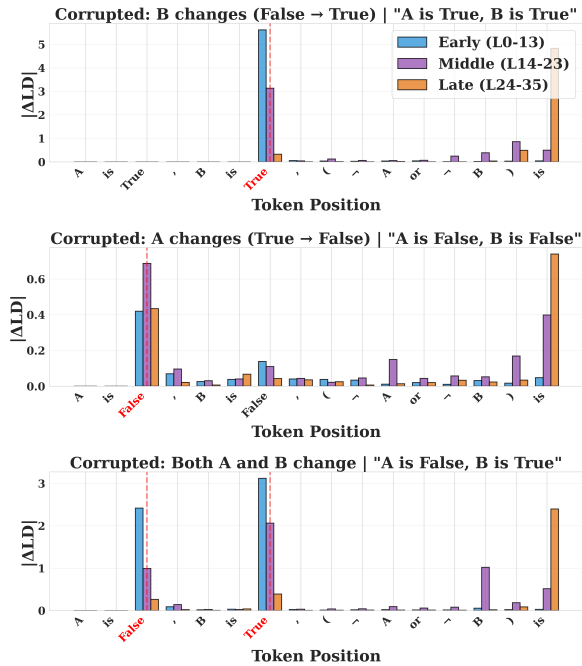 Corrupted: B changes (False → True) | "A is True, B is True"
|ΔLD|
5
4
3
2
1
0
Early (L0-13)
Middle (L14-23)
Late (L24-35)
A is True , B is True , ( ¬ A or ¬ B ) is
Token Position
Corrupted: A changes (True → False) | "A is False, B is False"
|ΔLD|
0.6
0.4
0.2
0.0
A is False , B is False , ( ¬ A or ¬ B ) is
Token Position
Corrupted: Both A and B change | "A is False, B is True"
|ΔLD|
3
2
1
0
A is False , B is True , ( ¬ A or ¬ B ) is
Token Position